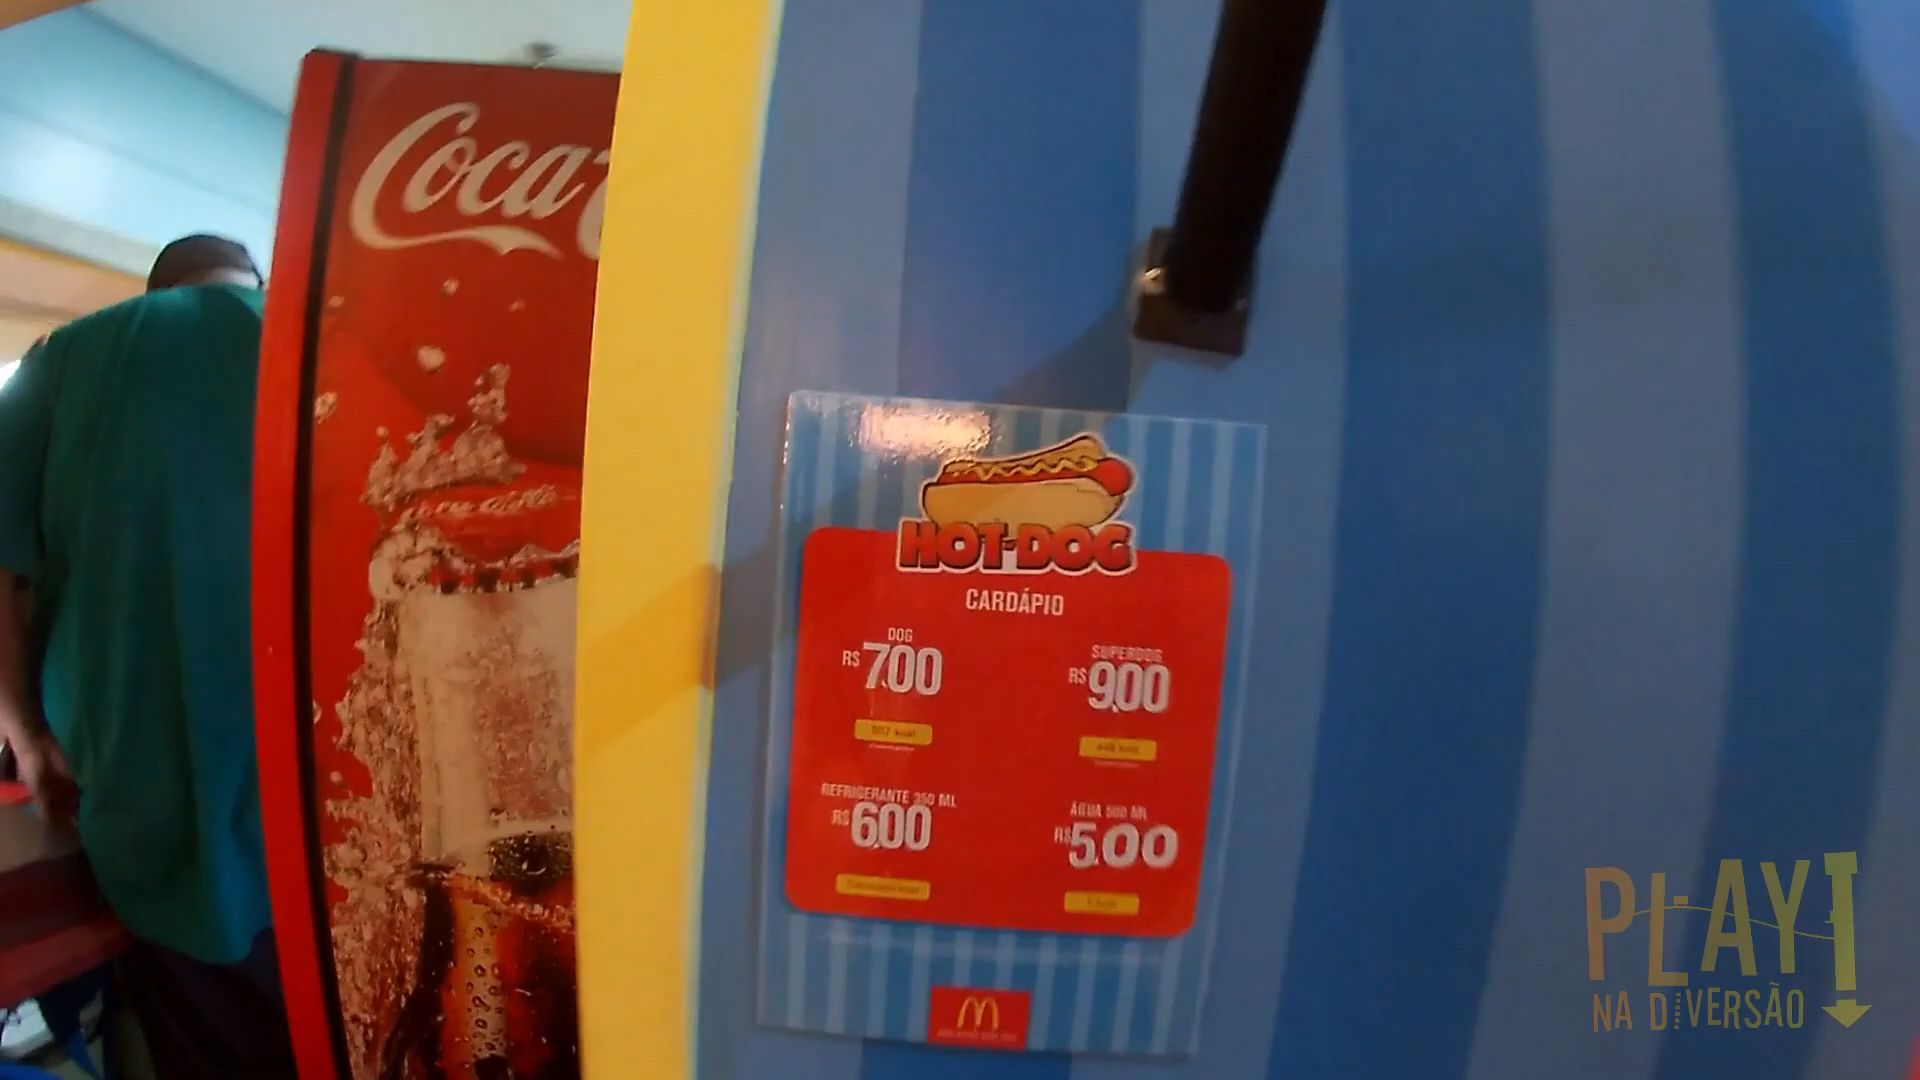 Coca
HOT-DOG
CARDÁPIO
DOG
R$ 7,00
SUPERDOG
R$ 9,00
REFRIGERANTE 350 ML
R$ 6,00
ÁGUA 500 ML
R$ 5,00
PLAY!
NA DIVERSÃO